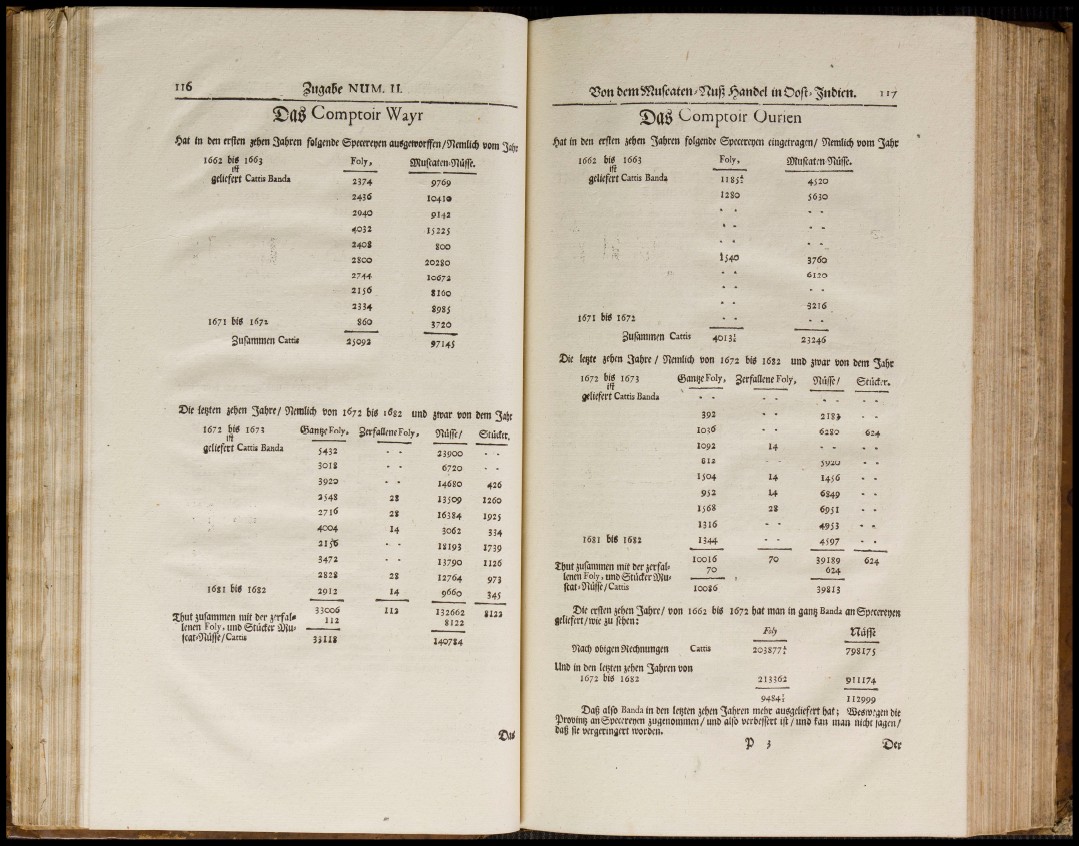 116 Zugabe NUM. II.
Das Comptoir Wayr
Hat in den ersten zehen Jahren folgende Specereyen ausgeworffen/Nemlich vom Jahr
1662 bis 1663 Foly, Muscaten-Nüsse.
ist
geliefert Cattis Banda 2374 9769
2436 10410
2940 9142
4032 15225
2408 800
2800 20280
2744 10672
2156 8160
2334 8985
1671 bis 1672 860 3720
Zusammen Cattis 25092 97145
Die letzten zehen Jahre/ Nemlich von 1672 bis 1682 und zwar von dem Jahr
1672 bis 1673 Gantze Foly, Zerfallene Foly, Nüsse/ Stücker.
ist
geliefert Cattis Banda 5432 - - 23900 - -
3018 - - 6720 - -
3920 - - 14680 426
2548 28 13509 1260
2716 28 16384 1925
4004 14 3062 334
2156 - - 18193 1739
3472 - - 13790 1126
2828 28 12764 973
1681 bis 1682 2912 14 9660 345
33006 112 132662 8122
Thut zusammen mit der zerfal- 112 8122
lenen Foly, und Stücker Mu-
scat-Nüsse/Cattis 33118 140784
Das
Von dem Muscaten-Nuß Handel in Oost-Indien. 117
Das Comptoir Ourien
Hat in den ersten zehen Jahren folgende Specereyen eingetragen/ Nemlich vom Jahr
1662 bis 1663 Foly, Muscaten-Nüsse.
ist
geliefert Cattis Banda 1185 4520
1280 5630
- - - -
- - - -
- - - -
1540 3760
- - 6120
- - - -
- - 3216
1671 bis 1672 - - - -
Zusammen Cattis 4013 23246
Die letzte zehen Jahre / Nemlich von 1672 bis 1682 und zwar von dem Jahr
1672 bis 1673 Gantze Foly, Zerfallene Foly, Nüsse/ Stücker.
ist
geliefert Cattis Banda - - - - - - - -
392 - - - -
1036 - - 6280 624
1092 14 - - - -
812 - - 5920 - -
1504 14 1456 - -
952 14 6849 - -
1568 28 6951 - -
1316 - - 4953 - -
1681 bis 1682 1344 - - 4597 - -
10016 70 39189 624
Thut zusammen mit der zerfal- 70 624
lenen Foly, und Stücker Mu-
scat-Nüsse/Cattis 10086 39813
Die ersten zehen Jahre/ von 1662 bis 1672 hat man in gantz Banda an Specereyen
geliefert/wie zu sehen:
Foly Nüsse
Nach obigen Rechnungen Cattis 203877 798175
Und in den letzten zehen Jahren von
1672 bis 1682 213362 911174
9484 112999
Daß also Banda in den letzten zehen Jahren mehr ausgeliefert hat; Weswegen die
Provintz an Specereyen zugenommen/ und also verbessert ist/und kan man nicht sagen/
daß sie vergeringert worden.
P 3 Der